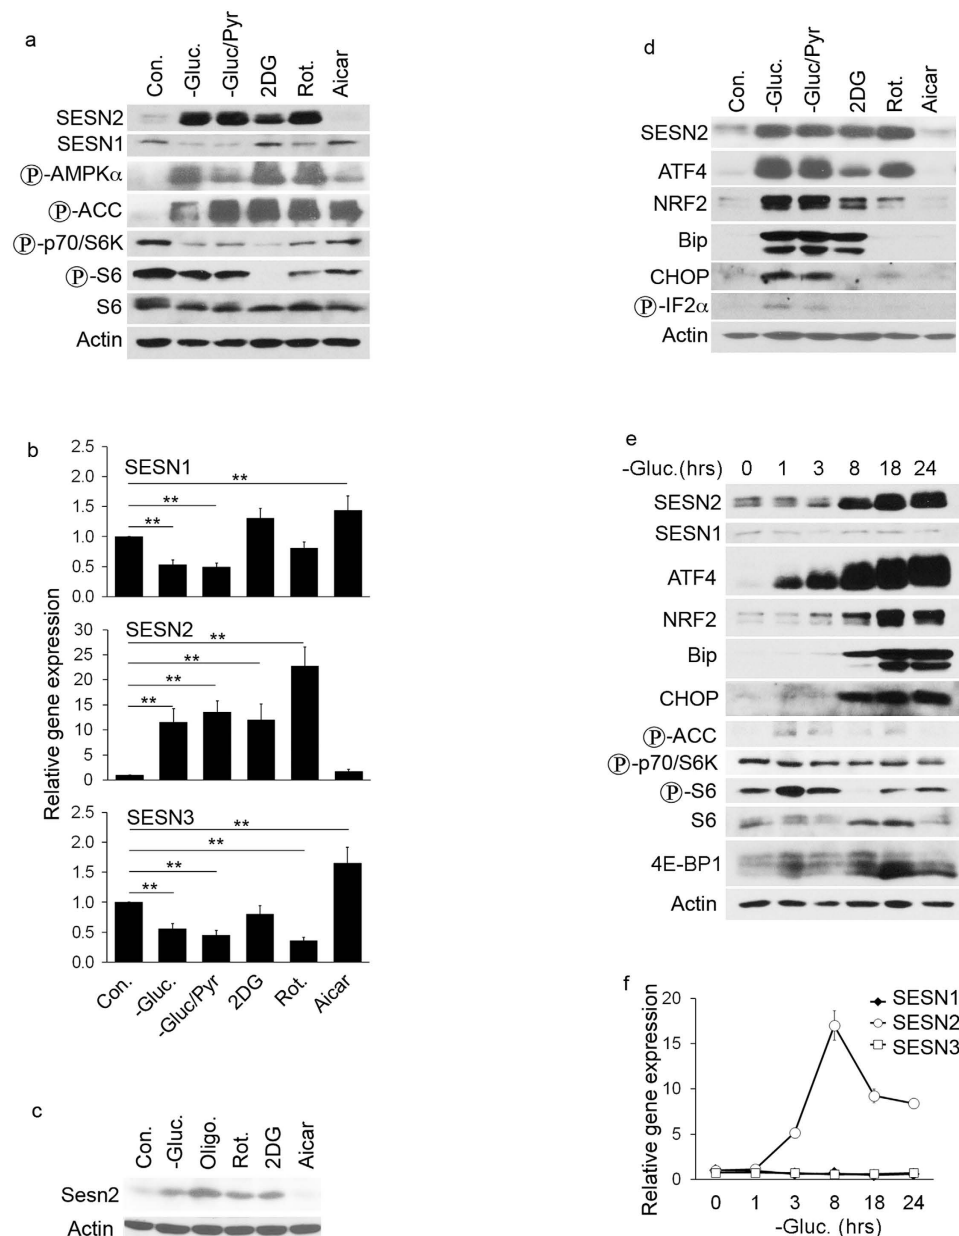 a
Con. -Gluc. -Gluc/Pyr 2DG Rot. Aicar
SESN2
SESN1
Ⓟ-AMPKα
Ⓟ-ACC
Ⓟ-p70/S6K
Ⓟ-S6
S6
Actin
b
Relative gene expression
SESN1
2.5
2.0
1.5
1.0
0.5
0.0
**
**
**
SESN2
30
25
20
15
10
5
0
**
**
**
**
SESN3
2.5
2.0
1.5
1.0
0.5
0.0
**
**
**
**
Con. -Gluc. -Gluc/Pyr 2DG Rot. Aicar
c
Con. -Gluc. Oligo. Rot. 2DG Aicar
Sesn2
Actin
d
Con. -Gluc. -Gluc/Pyr 2DG Rot. Aicar
SESN2
ATF4
NRF2
Bip
CHOP
Ⓟ-IF2α
Actin
e
-Gluc.(hrs) 0 1 3 8 18 24
SESN2
SESN1
ATF4
NRF2
Bip
CHOP
Ⓟ-ACC
Ⓟ-p70/S6K
Ⓟ-S6
S6
4E-BP1
Actin
f
Relative gene expression
20
15
10
5
0
SESN1
SESN2
SESN3
0 1 3 8 18 24
-Gluc. (hrs)